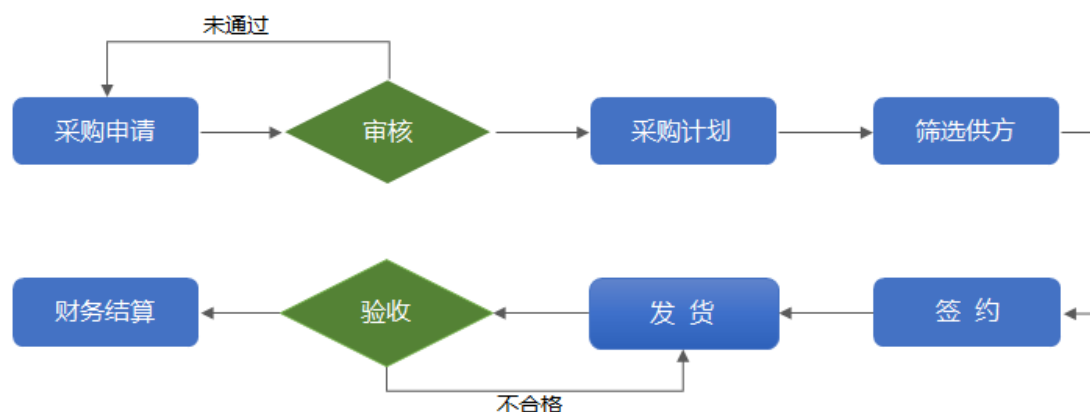 未通过
采购申请
审核
采购计划
筛选供方
财务结算
验收
发 货
签 约
不合格